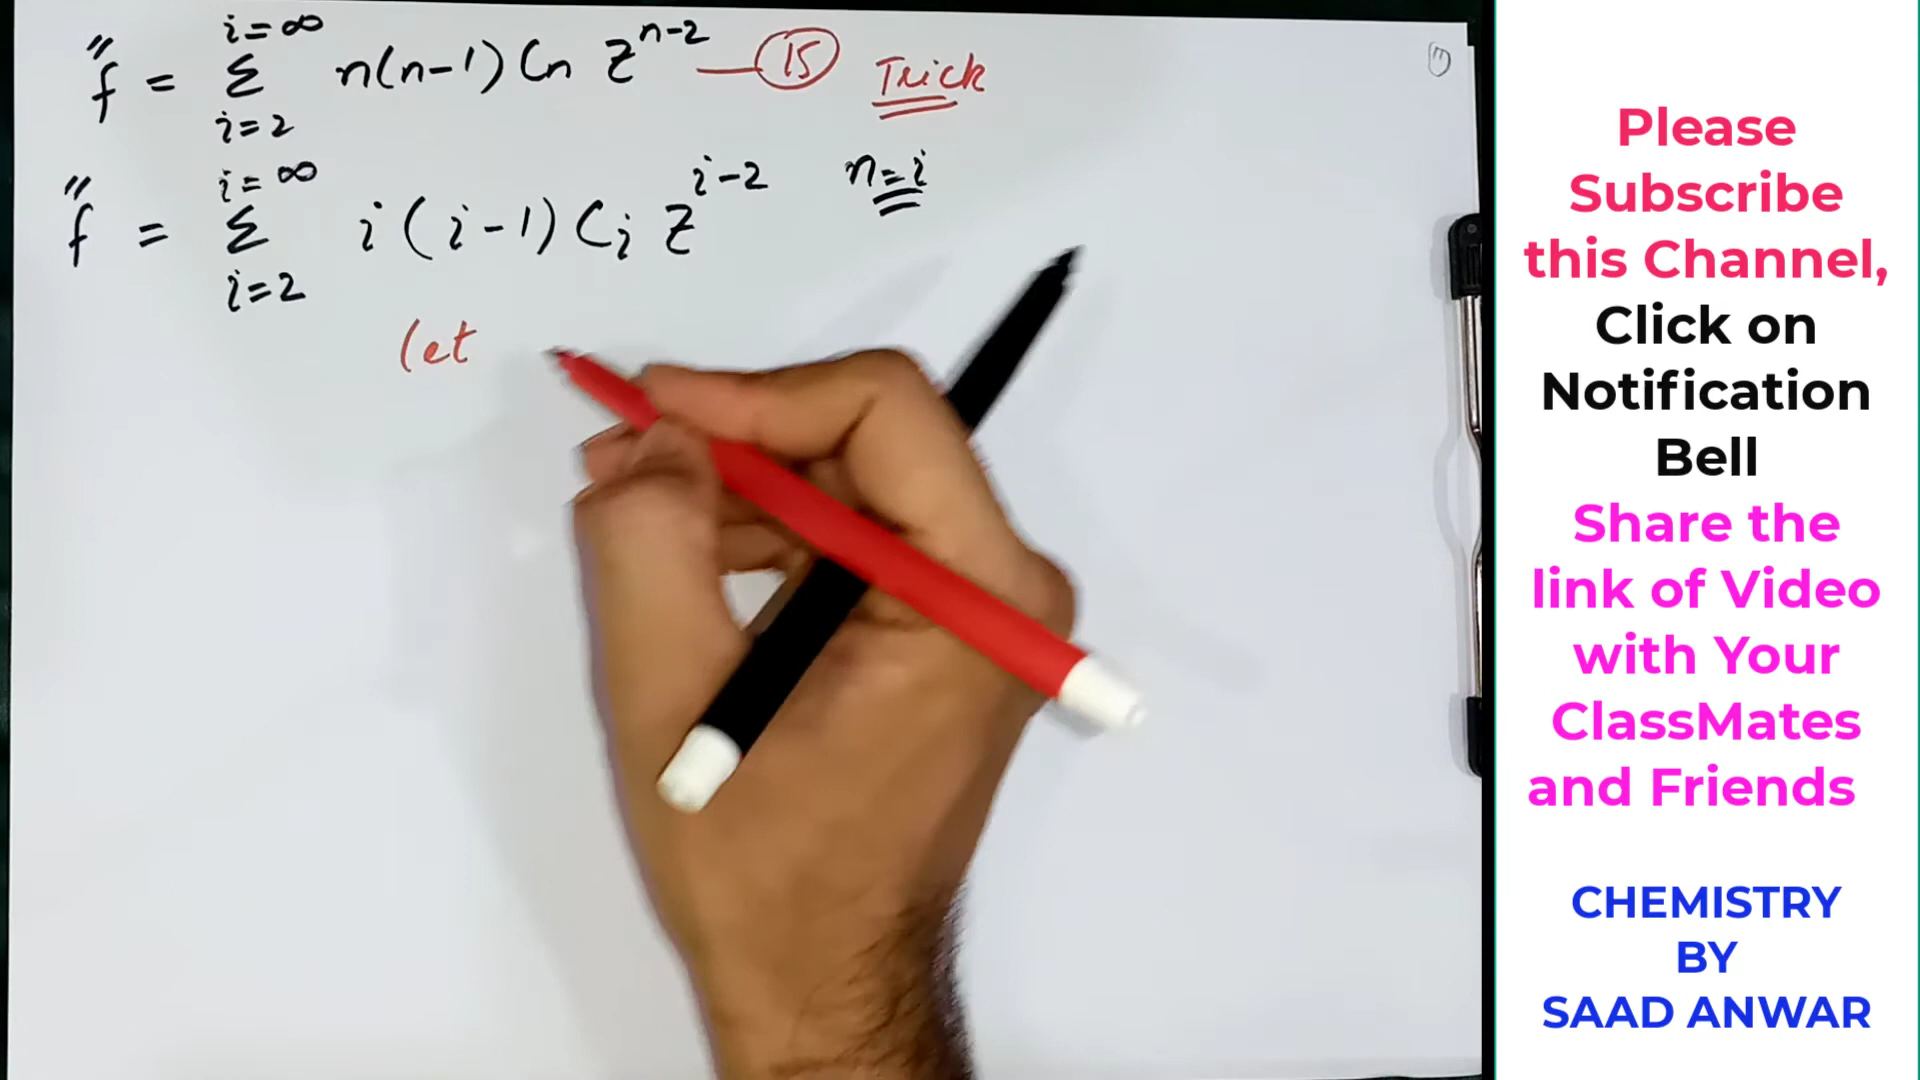 f'' = Σ_{i=2}^{i=∞} n(n-1) Cn Z^{n-2} — 15 Trick
f'' = Σ_{i=2}^{i=∞} i(i-1) C_i Z^{i-2} n=i
let
Please
Subscribe
this Channel,
Click on
Notification
Bell
Share the
link of Video
with Your
ClassMates
and Friends
CHEMISTRY
BY
SAAD ANWAR